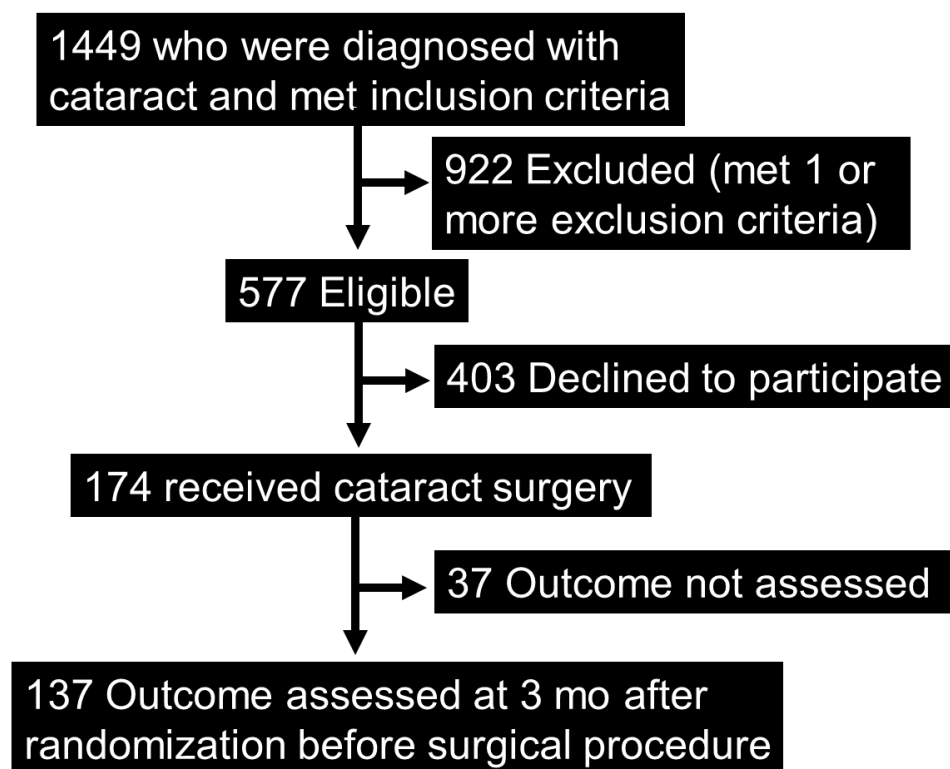 1449 who were diagnosed with
cataract and met inclusion criteria
922 Excluded (met 1 or
more exclusion criteria)
577 Eligible
403 Declined to participate
174 received cataract surgery
37 Outcome not assessed
137 Outcome assessed at 3 mo after
randomization before surgical procedure